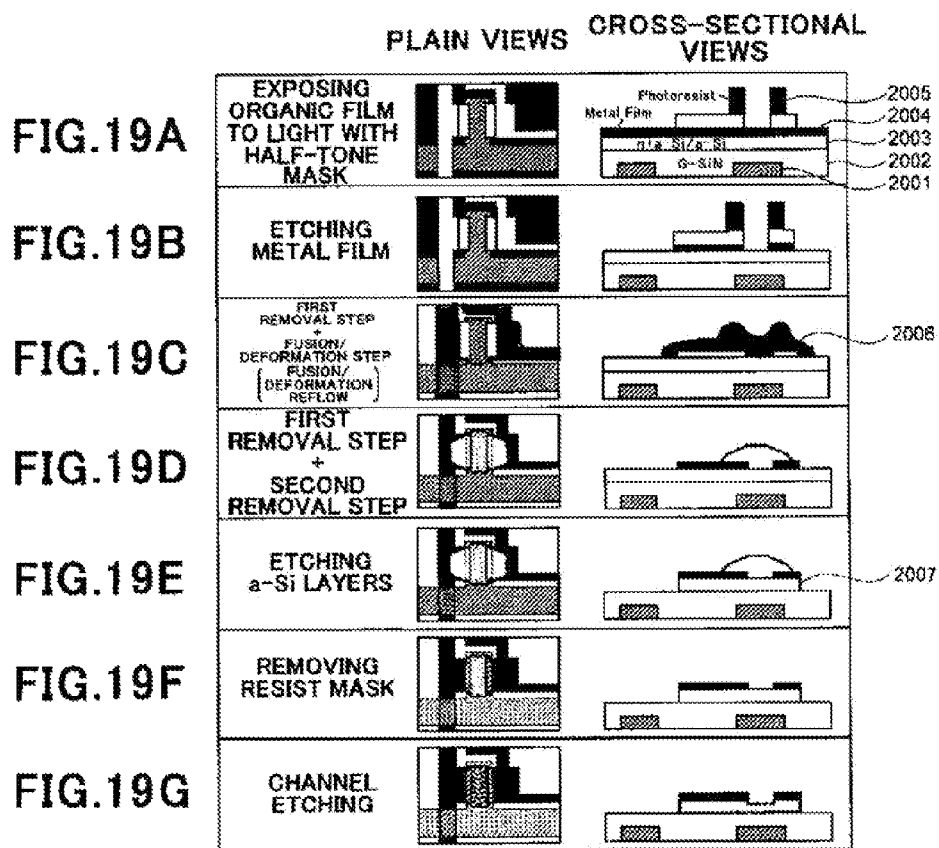 PLAIN VIEWS
CROSS-SECTIONAL
VIEWS
FIG.19A
EXPOSING
ORGANIC FILM
TO LIGHT WITH
HALF-TONE
MASK
Photoresist
Metal Film
n+a-Si/a-Si
G-SiN
2005
2004
2003
2002
2001
FIG.19B
ETCHING
METAL FILM
FIG.19C
FIRST
REMOVAL STEP
+
FUSION/
DEFORMATION STEP
(FUSION/
DEFORMATION
REFLOW)
2006
FIG.19D
FIRST
REMOVAL STEP
+
SECOND
REMOVAL STEP
FIG.19E
ETCHING
a-Si LAYERS
2007
FIG.19F
REMOVING
RESIST MASK
FIG.19G
CHANNEL
ETCHING